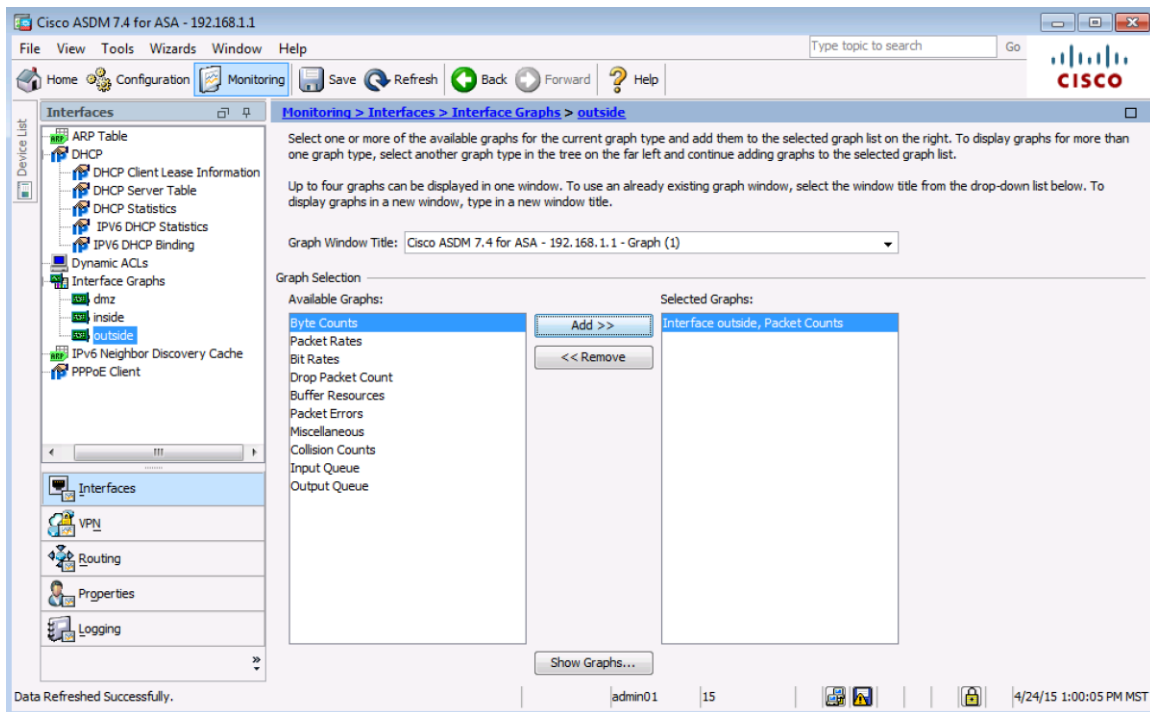 Cisco ASDM 7.4 for ASA - 192.168.1.1
File View Tools Wizards Window Help
Type topic to search Go
CISCO
Home Configuration Monitoring Save Refresh Back Forward Help
Device List
Interfaces
ARP Table
DHCP
DHCP Client Lease Information
DHCP Server Table
DHCP Statistics
IPV6 DHCP Statistics
IPV6 DHCP Binding
Dynamic ACLs
Interface Graphs
dmz
inside
outside
IPv6 Neighbor Discovery Cache
PPPoE Client
Interfaces
VPN
Routing
Properties
Logging
Monitoring > Interfaces > Interface Graphs > outside
Select one or more of the available graphs for the current graph type and add them to the selected graph list on the right. To display graphs for more than
one graph type, select another graph type in the tree on the far left and continue adding graphs to the selected graph list.
Up to four graphs can be displayed in one window. To use an already existing graph window, select the window title from the drop-down list below. To
display graphs in a new window, type in a new window title.
Graph Window Title: Cisco ASDM 7.4 for ASA - 192.168.1.1 - Graph (1)
Graph Selection
Available Graphs:
Byte Counts
Packet Rates
Bit Rates
Drop Packet Count
Buffer Resources
Packet Errors
Miscellaneous
Collision Counts
Input Queue
Output Queue
Add >>
<< Remove
Selected Graphs:
Interface outside, Packet Counts
Show Graphs...
Data Refreshed Successfully.
admin01
15
4/24/15 1:00:05 PM MST